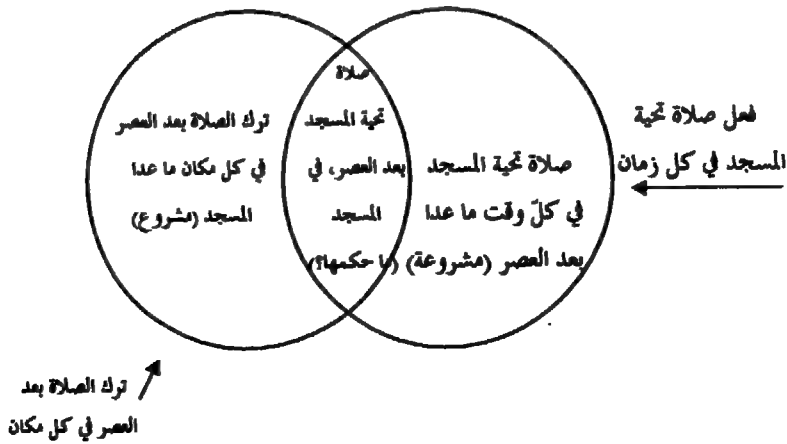 فعل صلاة تحية
المسجد في كل زمان
صلاة تحية المسجد
في كلّ وقت ما عدا
بعد العصر (مشروعة)
صلاة
تحية المسجد
بعد العصر، في
المسجد
(ما حكمها؟)
ترك الصلاة بعد العصر
في كل مكان ما عدا
المسجد (مشروع)
ترك الصلاة بعد
العصر في كل مكان